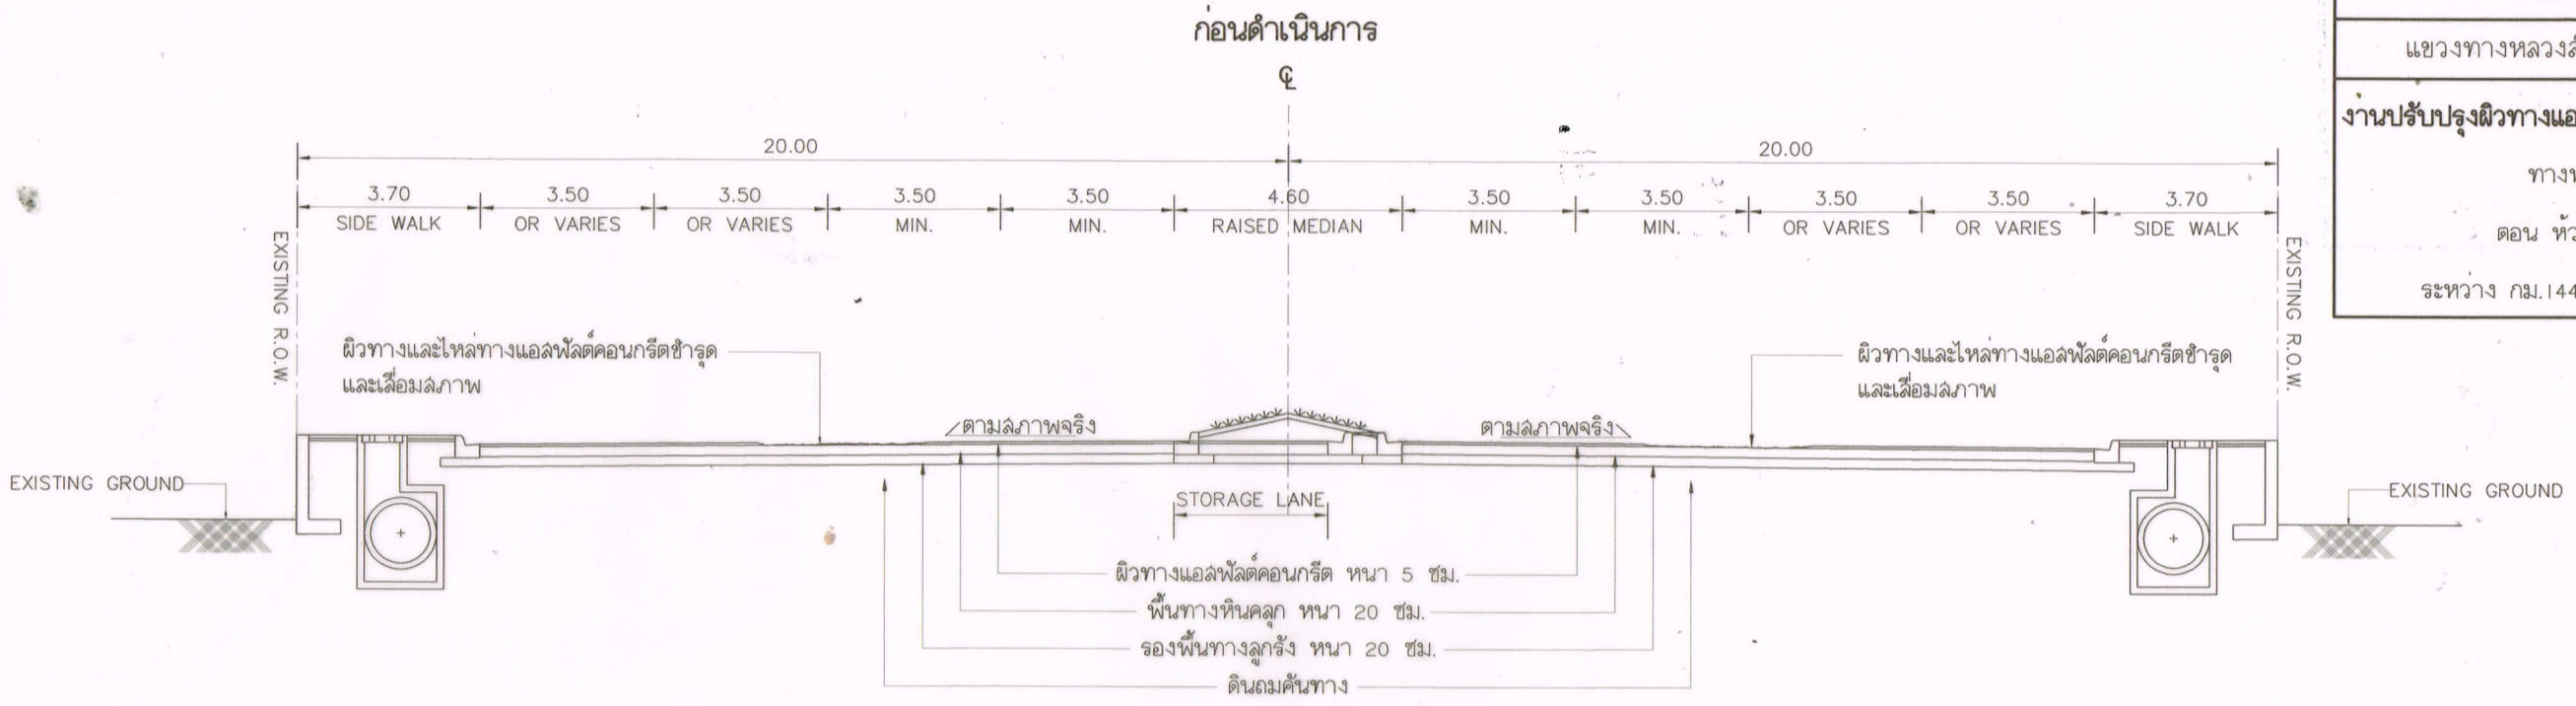 ก่อนดำเนินการ
℄
20.00 20.00
3.70 3.50 3.50 3.50 3.50 4.60 3.50 3.50 3.50 3.50 3.70
SIDE WALK OR VARIES OR VARIES MIN. MIN. RAISED MEDIAN MIN. MIN. OR VARIES OR VARIES SIDE WALK
EXISTING R.O.W.
EXISTING R.O.W.
ผิวทางและไหล่ทางแอสฟัลต์คอนกรีตชำรุด
และเสื่อมสภาพ
ผิวทางและไหล่ทางแอสฟัลต์คอนกรีตชำรุด
และเสื่อมสภาพ
ตามสภาพจริง
ตามสภาพจริง
EXISTING GROUND
EXISTING GROUND
STORAGE LANE
ผิวทางแอสฟัลต์คอนกรีต หนา 5 ซม.
พื้นทางหินคลุก หนา 20 ซม.
รองพื้นทางลูกรัง หนา 20 ซม.
ดินถมคันทาง
แขวงทางหลวง
งานปรับปรุงผิวทาง
ตอน
ระหว่าง กม.144